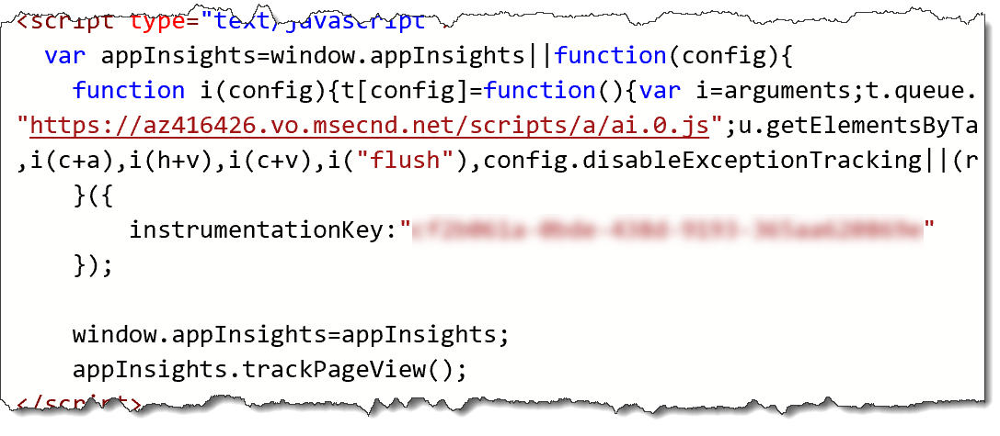 <script type="text/javascript">
var appInsights=window.appInsights||function(config){
function i(config){t[config]=function(){var i=arguments;t.queue.
"https://az416426.vo.msecnd.net/scripts/a/ai.0.js";u.getElementsByTa
,i(c+a),i(h+v),i(c+v),i("flush"),config.disableExceptionTracking||(r
}({
instrumentationKey:""
});
window.appInsights=appInsights;
appInsights.trackPageView();
</script>